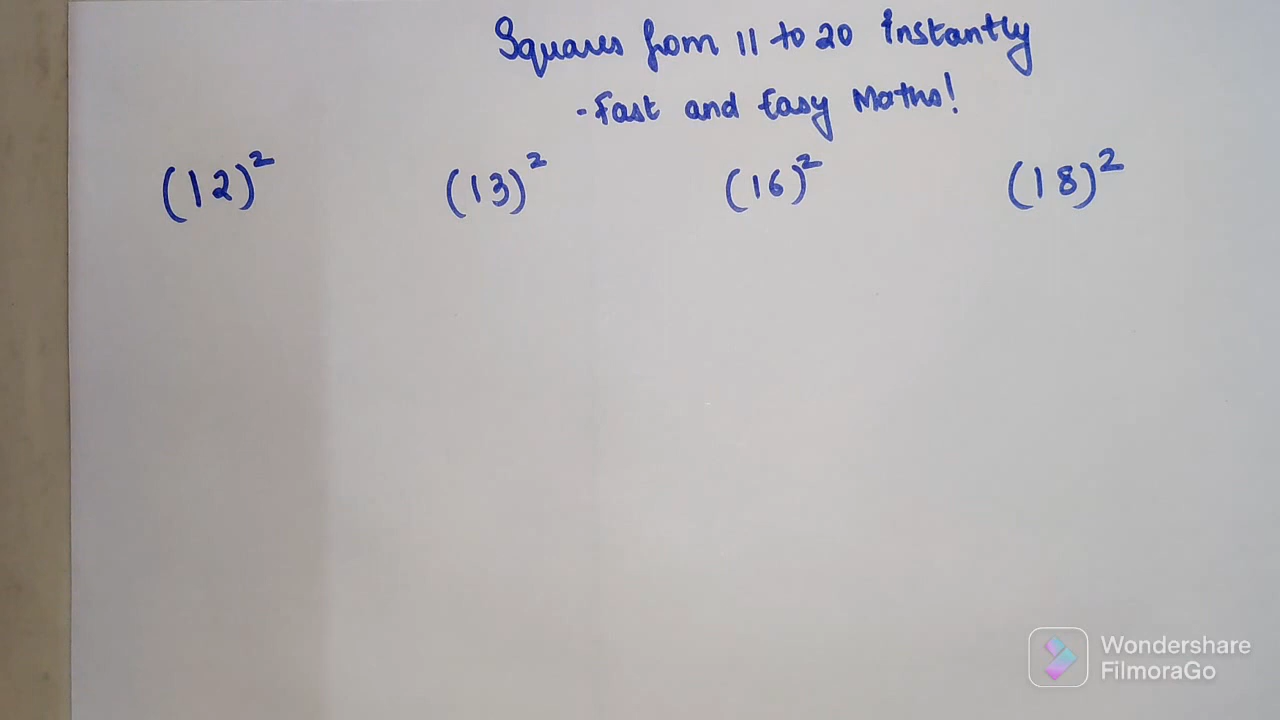 Squares from 11 to 20 Instantly
- Fast and Easy Maths!
(12)² (13)² (16)² (18)²
Wondershare
FilmoraGo